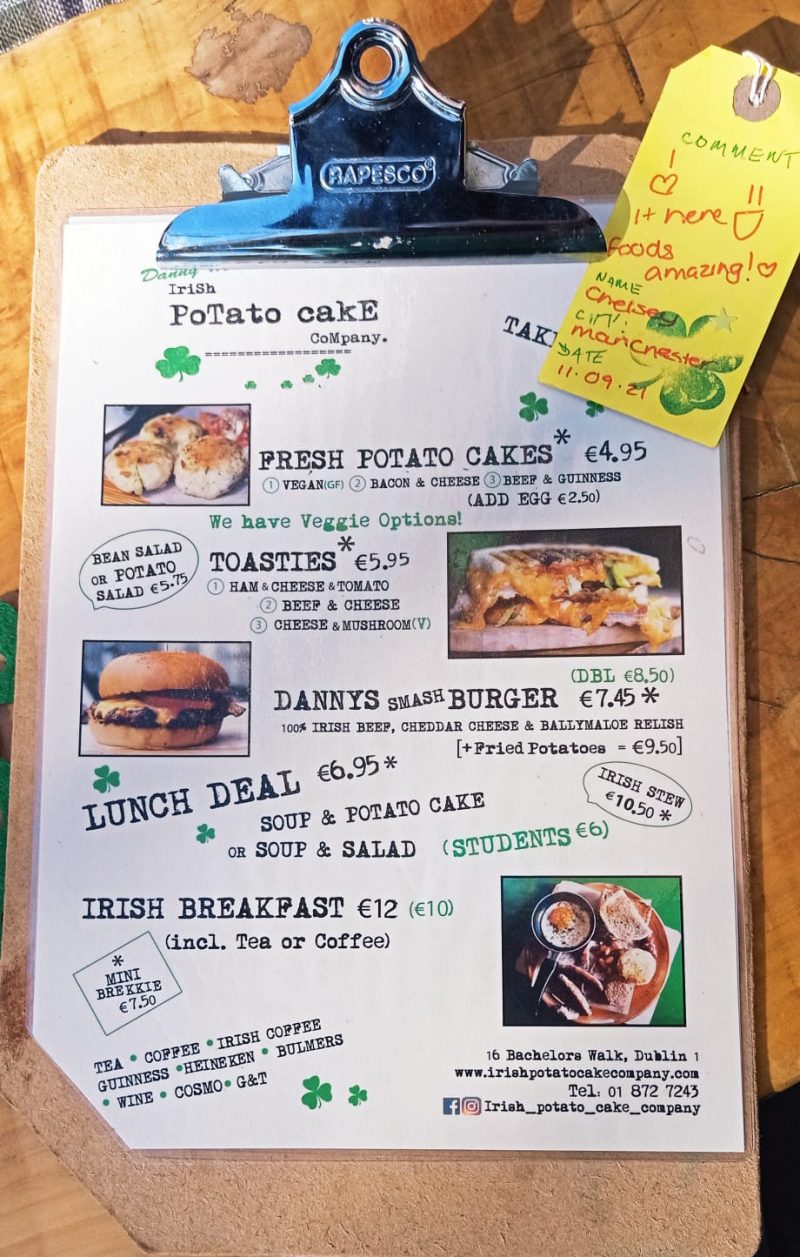 RAPESCO®
COMMENT
I ♡
it here
foods
amazing! ♡
NAME
Chelsey
CITY:
manchester
DATE
11.09.21
Danny
IriSh
PoTato cakE
CoMpany.
=================
FRESH POTATO CAKES* €4.95
① VEGAN(GF) ② BACON & CHEESE ③ BEEF & GUINNESS
(ADD EGG €2.50)
We have Veggie Options!
BEAN SALAD
OR POTATO
SALAD €5.75
TOASTIES* €5.95
① HAM & CHEESE & TOMATO
② BEEF & CHEESE
③ CHEESE & MUSHROOM(V)
(DBL €8.50)
DANNYS SMASH BURGER €7.45 *
100% IRISH BEEF, CHEDDAR CHEESE & BALLYMALOE RELISH
[+Fried Potatoes = €9.50]
LUNCH DEAL €6.95 *
SOUP & POTATO CAKE
OR SOUP & SALAD (STUDENTS €6)
IRISH STEW
€10.50 *
IRISH BREAKFAST €12 (€10)
(incl. Tea or Coffee)
*
MINI
BREKKIE
€7.50
TEA • COFFEE • IRISH COFFEE
GUINNESS • HEINEKEN • BULMERS
• WINE • COSMO • G&T
16 Bachelors Walk, Dublin 1
www.irishpotatocakecompany.com
Tel: 01 872 7243
Irish_potato_cake_company